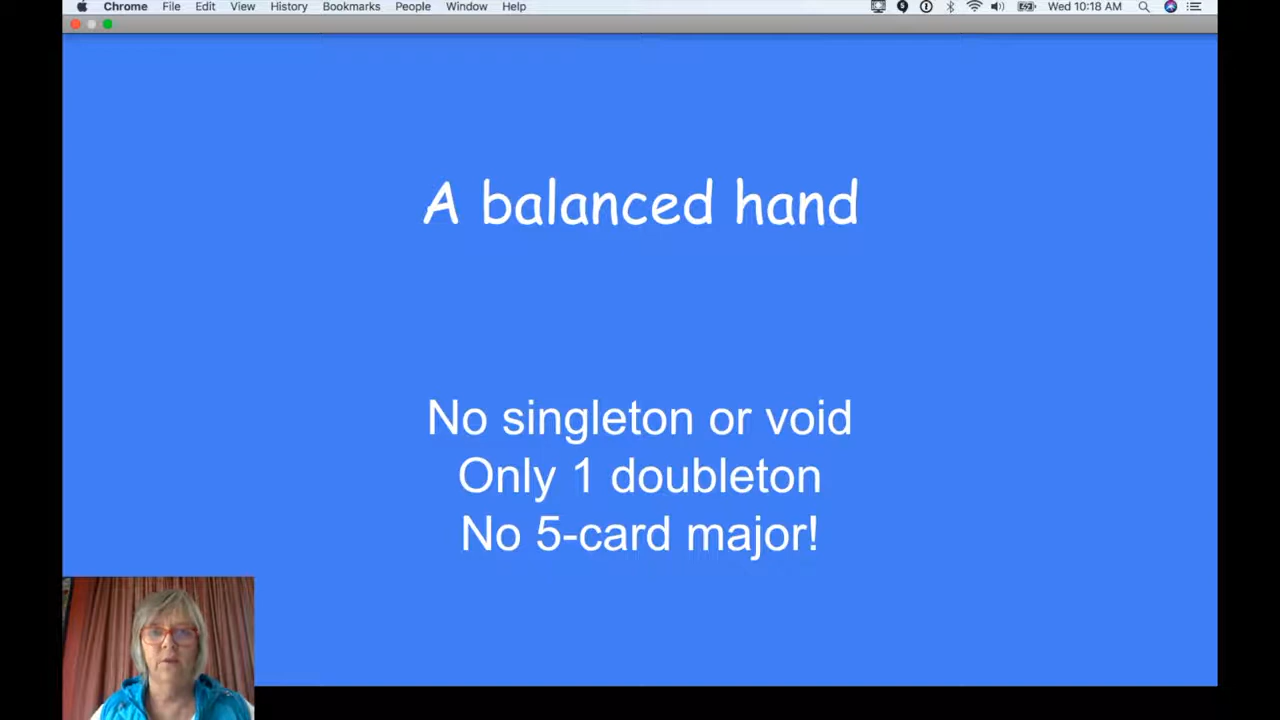 Chrome File Edit View History Bookmarks People Window Help Wed 10:18 AM
A balanced hand
No singleton or void
Only 1 doubleton
No 5-card major!